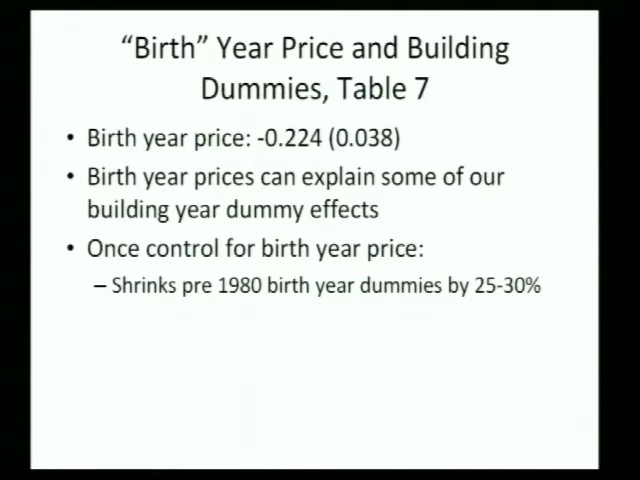 “Birth” Year Price and Building
Dummies, Table 7
• Birth year price: -0.224 (0.038)
• Birth year prices can explain some of our
building year dummy effects
• Once control for birth year price:
– Shrinks pre 1980 birth year dummies by 25-30%